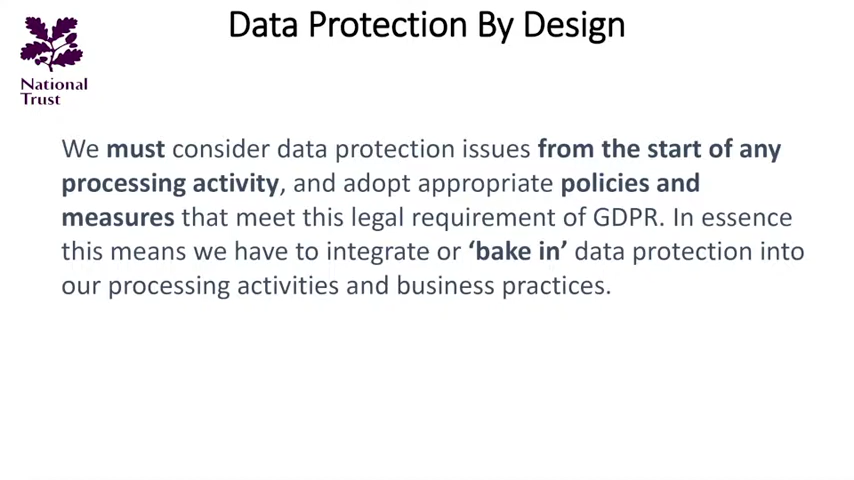 Data Protection By Design
National
Trust
We must consider data protection issues from the start of any
processing activity, and adopt appropriate policies and
measures that meet this legal requirement of GDPR. In essence
this means we have to integrate or ‘bake in’ data protection into
our processing activities and business practices.